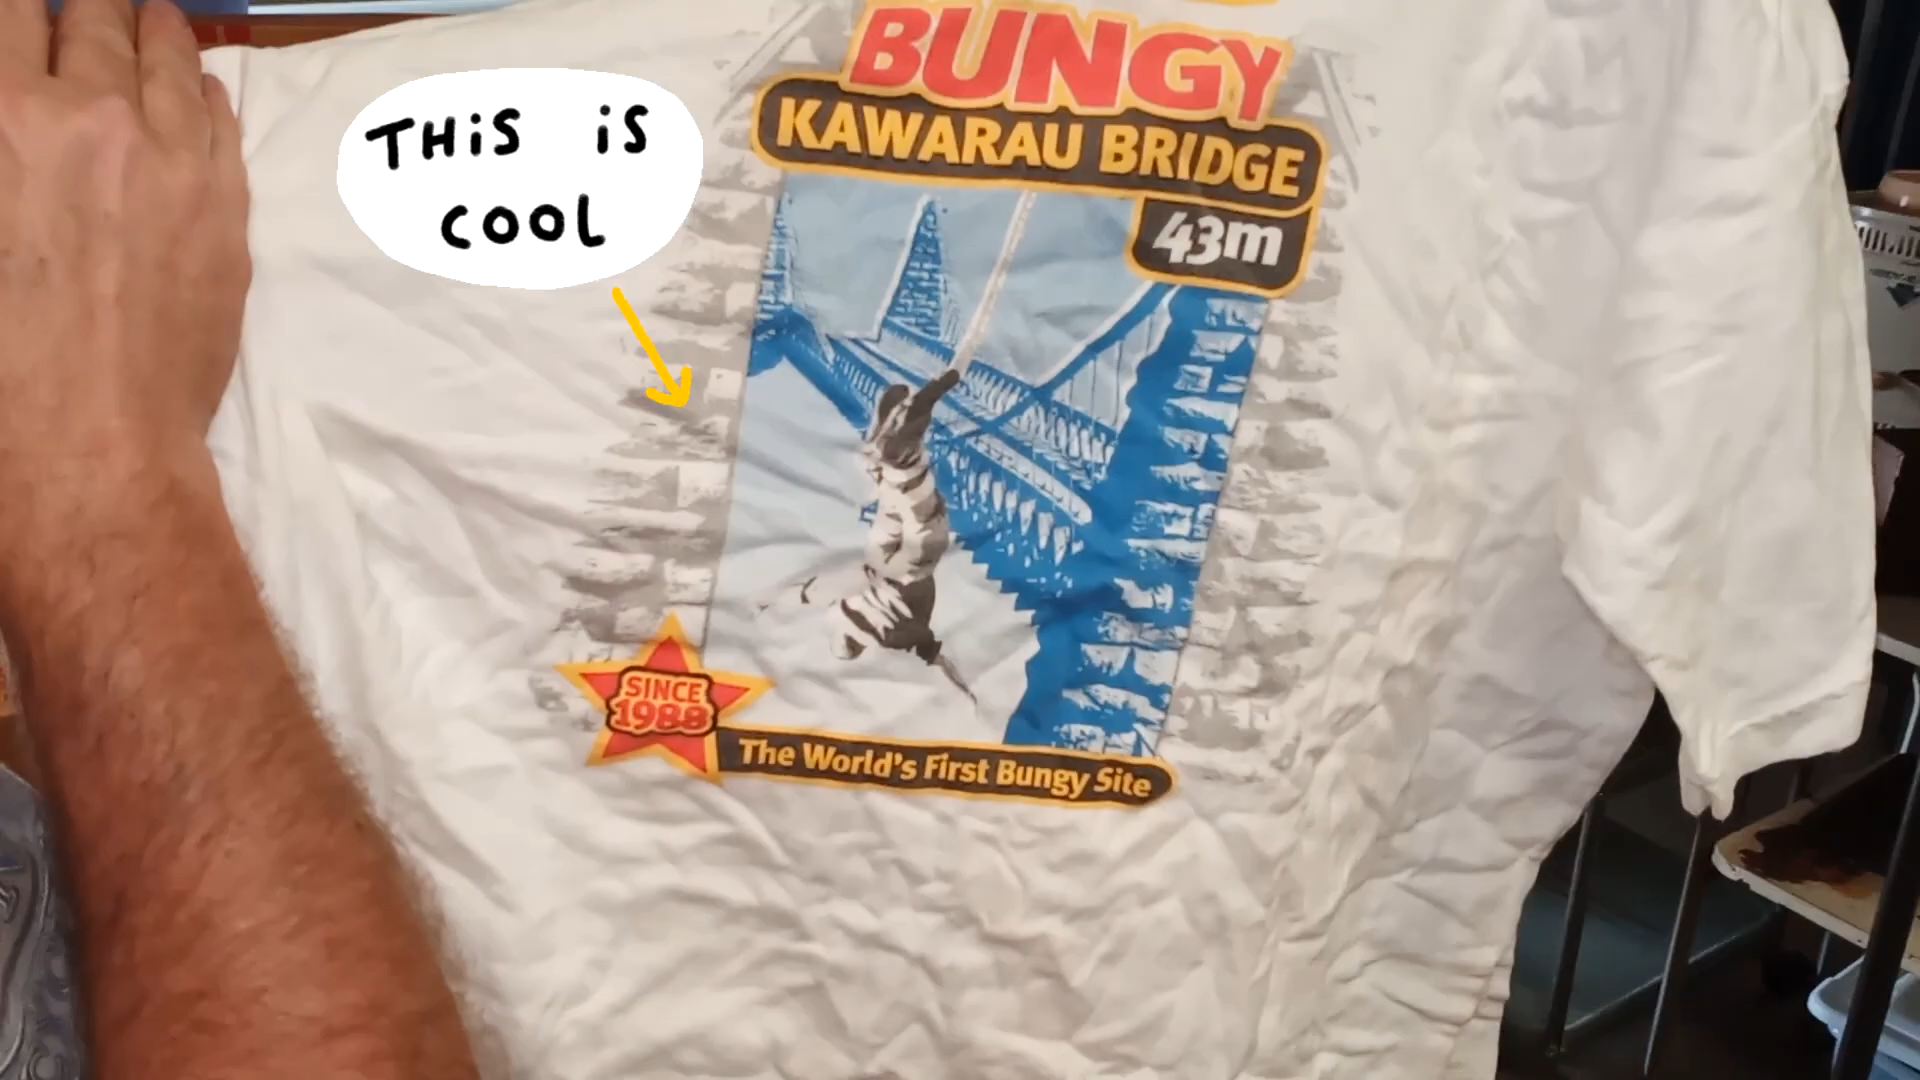 THiS iS
COOL
BUNGY
KAWARAU BRIDGE
43m
SINCE
1988
The World's First Bungy Site